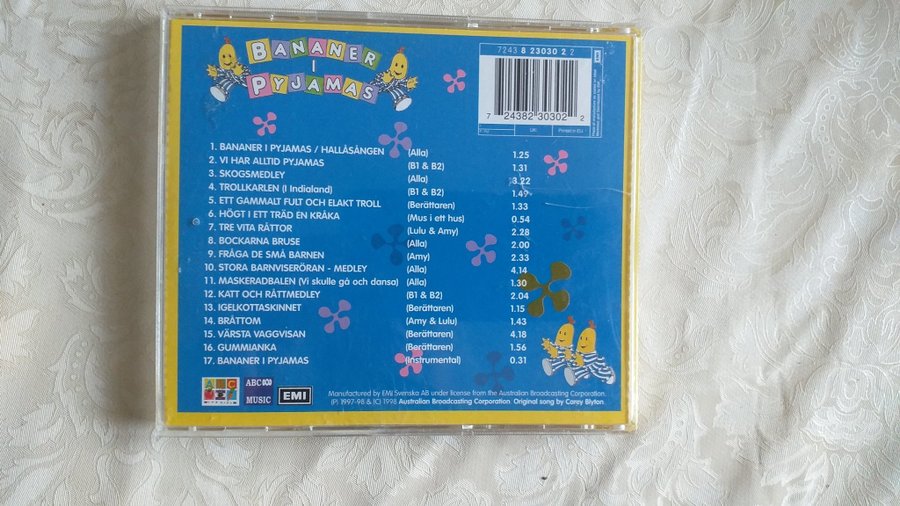 BANANER
I
PYJAMAS
7243 8 23030 2 2
7 24382 30302 2
UK:
1. BANANER I PYJAMAS / HALLÅSÅNGEN (Alla) 1.25
2. VI HAR ALLTID PYJAMAS (B1 & B2) 1.31
3. SKOGSMEDLEY (Alla) 3.22
4. TROLLKARLEN (I Indialand) (B1 & B2) 1.49
5. ETT GAMMALT FULT OCH ELAKT TROLL (Berättaren) 1.33
6. HÖGT I ETT TRÄD EN KRÅKA (Mus i ett hus) 0.54
7. TRE VITA RÅTTOR (Lulu & Amy) 2.28
8. BOCKARNA BRUSE (Alla) 2.00
9. FRÅGA DE SMÅ BARNEN (Amy) 2.33
10. STORA BARNVISERÖRAN - MEDLEY (Alla) 4.14
11. MASKERADBALEN (Vi skulle gå och dansa) (Alla) 1.30
12. KATT OCH RÅTTMEDLEY (B1 & B2) 2.04
13. IGELKOTTASKINNET (Berättaren) 1.15
14. BRÅTTOM (Amy & Lulu) 1.43
15. VÄRSTA VAGGVISAN (Berättaren) 4.18
16. GUMMIANKA (Berättaren) 1.56
17. BANANER I PYJAMAS (Instrumental) 0.31
ABC
MUSIC
EMI
Manufactured by EMI Svenska AB under license from the Australian Broadcasting Corporation.
(P) 1997-98 & (C) 1998 Australian Broadcasting Corporation. Original song by Carey Blyton